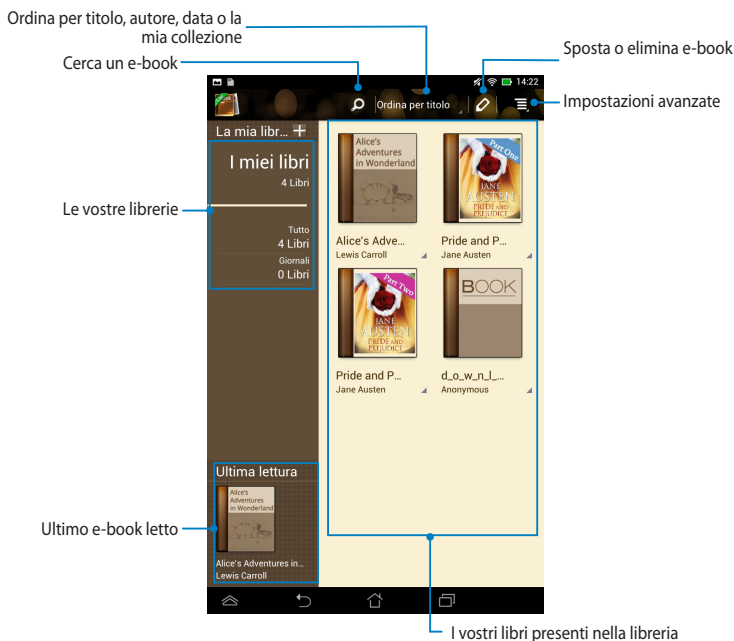 Ordina per titolo, autore, data o la
mia collezione
Cerca un e-book
Sposta o elimina e-book
Impostazioni avanzate
14:22
Ordina per titolo
La mia libr... +
I miei libri
4 Libri
Tutto
4 Libri
Giornali
0 Libri
Le vostre librerie
Alice's
Adventures
in Wonderland
Alice's Adve...
Lewis Carroll
Part One
JANE
AUSTEN
PRIDE AND
PREJUDICE
Pride and P...
Jane Austen
Part Two
JANE
AUSTEN
PRIDE AND
PREJUDICE
Pride and P...
Jane Austen
BOOK
d_o_w_n_l_...
Anonymous
Ultima lettura
Alice's
Adventures
in Wonderland
Alice's Adventures in...
Lewis Carroll
Ultimo e-book letto
I vostri libri presenti nella libreria